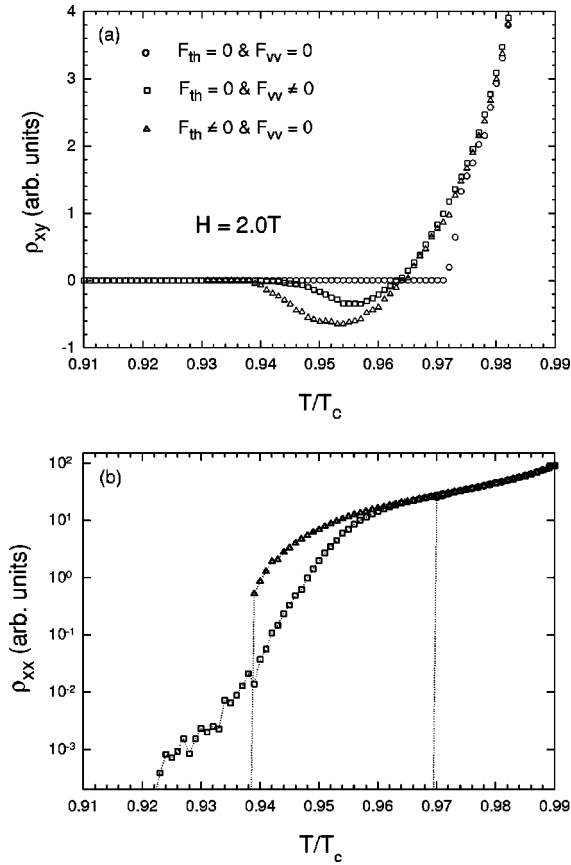 (a)
F_th = 0 & F_vv = 0
F_th = 0 & F_vv ≠ 0
F_th ≠ 0 & F_vv = 0
H = 2.0T
ρ_xy (arb. units)
4
3
2
1
0
-1
0.91 0.92 0.93 0.94 0.95 0.96 0.97 0.98 0.99
T/T_c
(b)
ρ_xx (arb. units)
10^2
10^1
10^0
10^-1
10^-2
10^-3
0.91 0.92 0.93 0.94 0.95 0.96 0.97 0.98 0.99
T/T_c